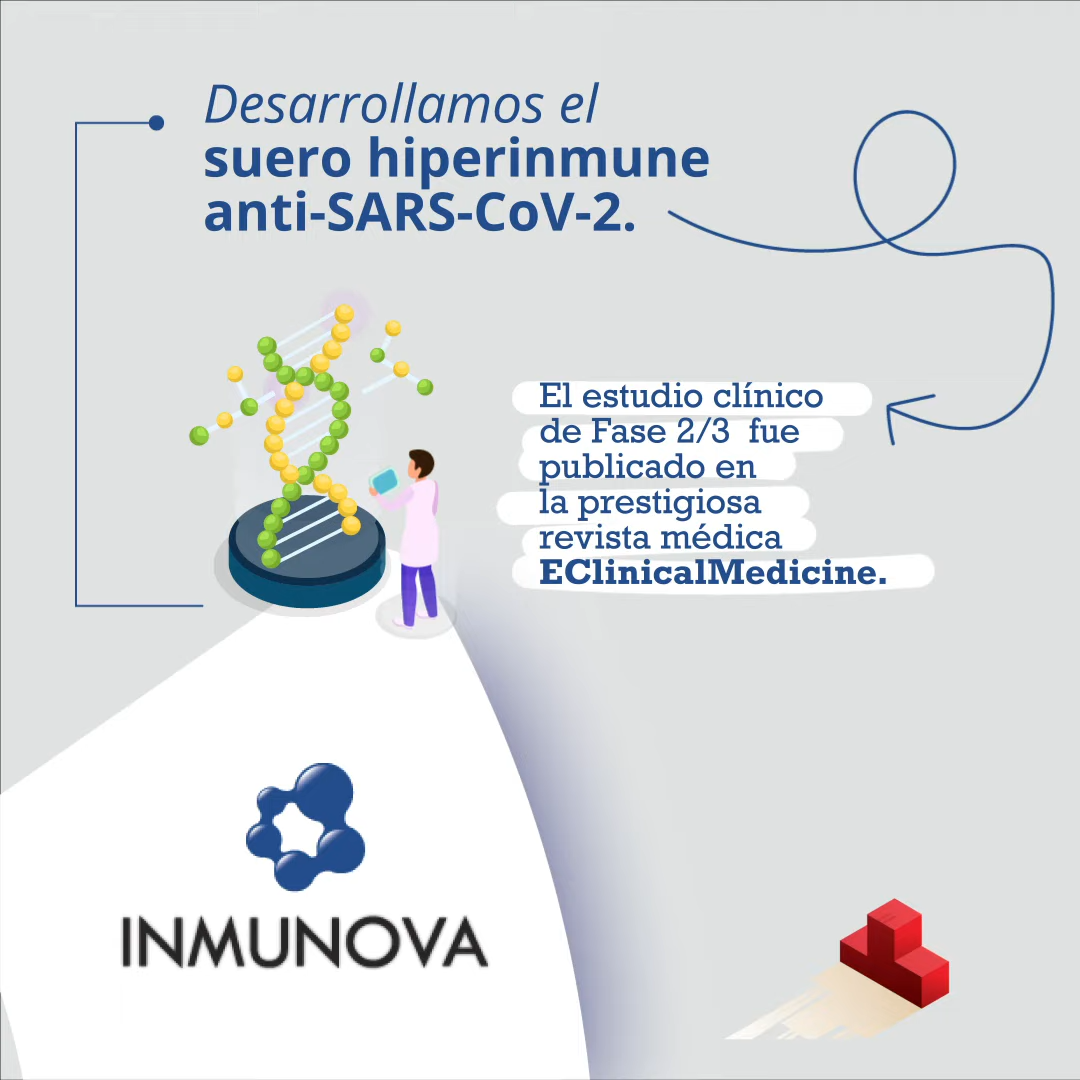 Desarrollamos el
suero hiperinmune
anti-SARS-CoV-2.
El estudio clínico
de Fase 2/3 fue
publicado en
la prestigiosa
revista médica
EClinicalMedicine.
INMUNOVA